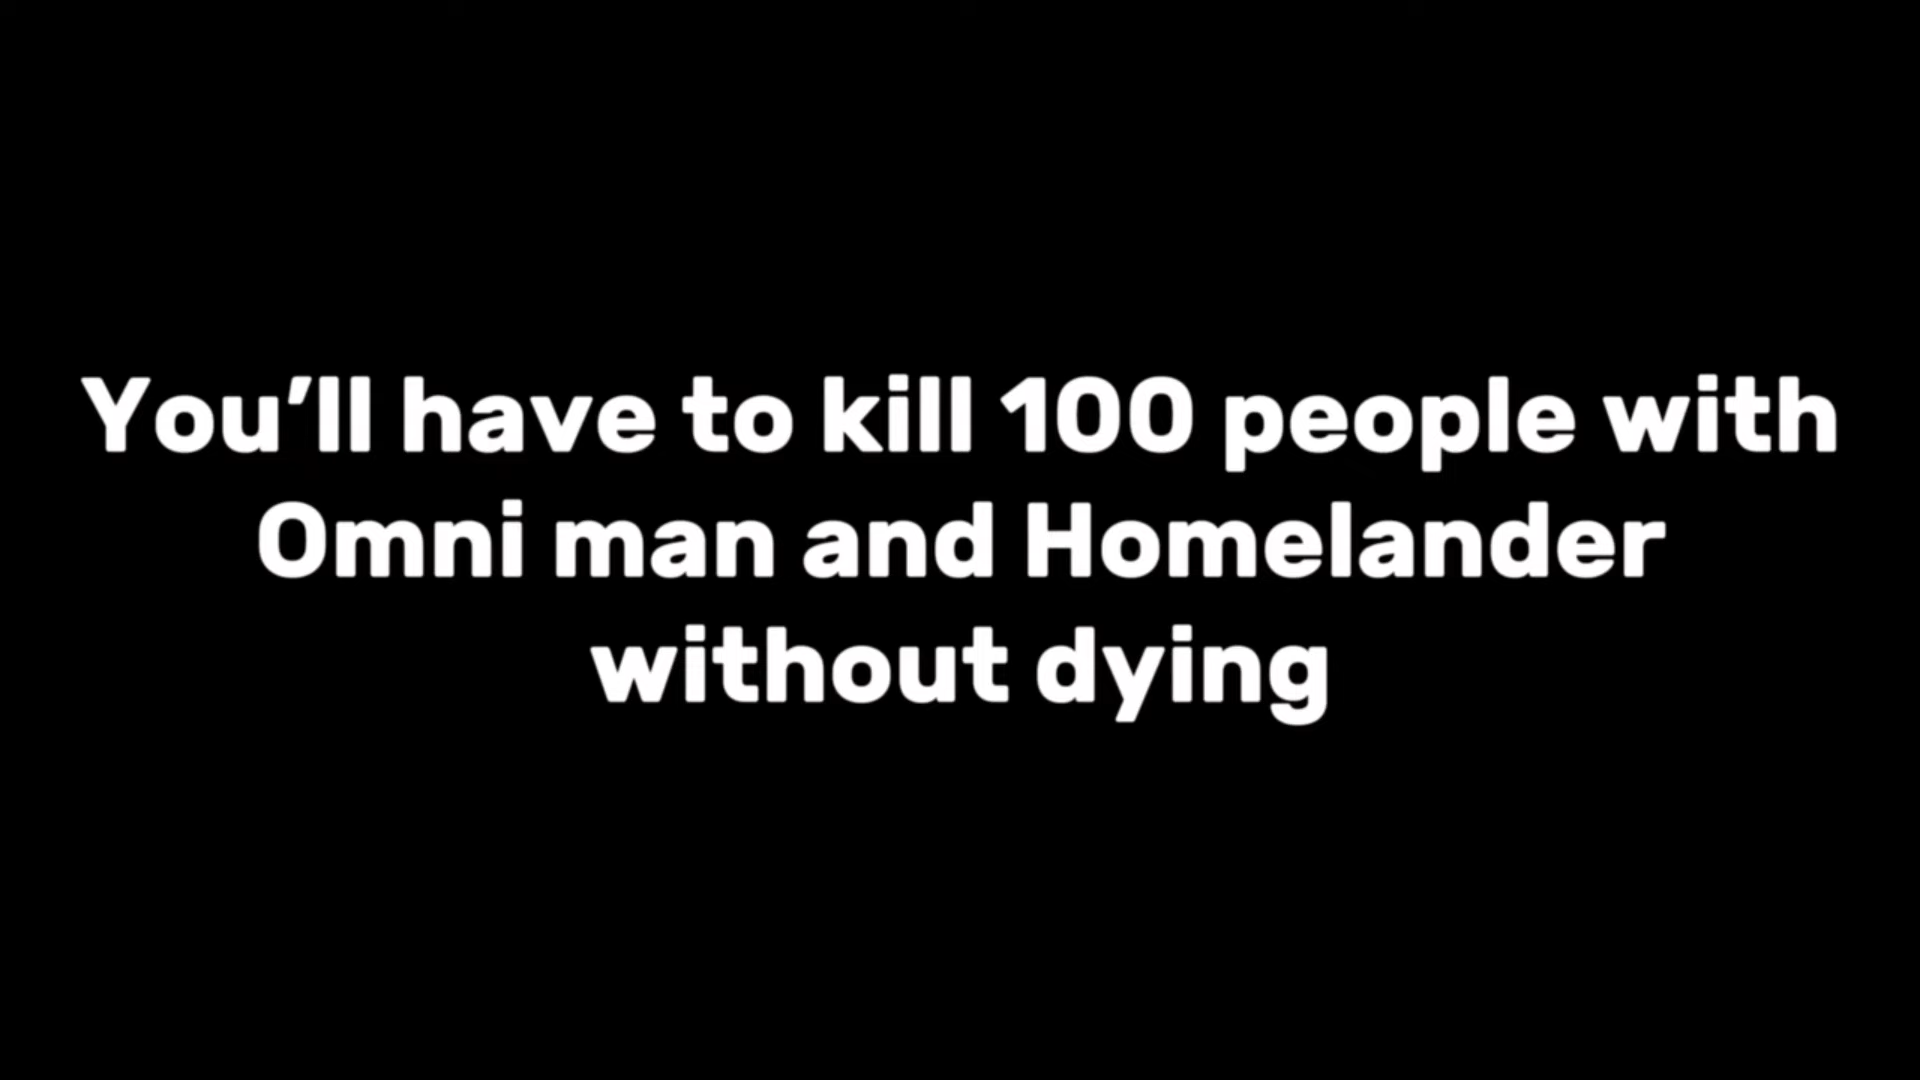 You’ll have to kill 100 people with
Omni man and Homelander
without dying